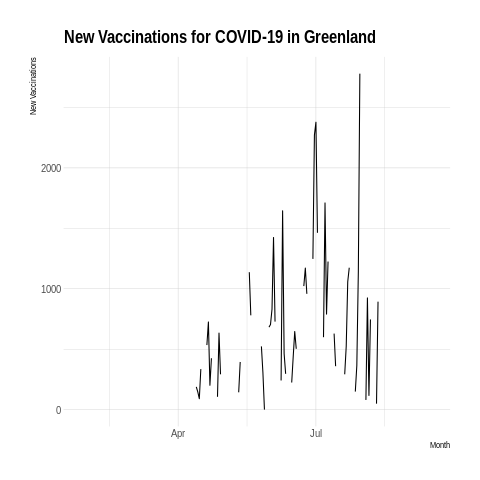 New Vaccinations for COVID-19 in Greenland
New Vaccinations
2000
1000
0
Apr
Jul
Month